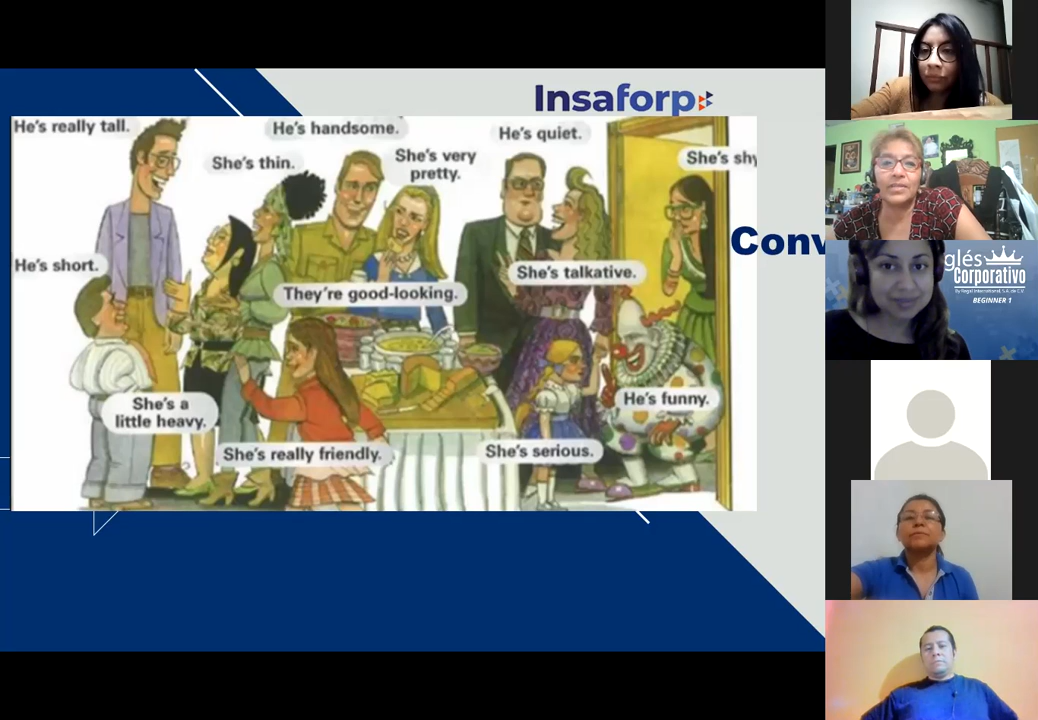 Insaforp
He's really tall.
He's handsome.
He's quiet.
She's thin.
She's very
pretty.
She's shy
Conv
He's short.
They're good-looking.
She's talkative.
She's a
little heavy.
He's funny.
She's really friendly.
She's serious.
glés
Corporativo
BEGINNER 1